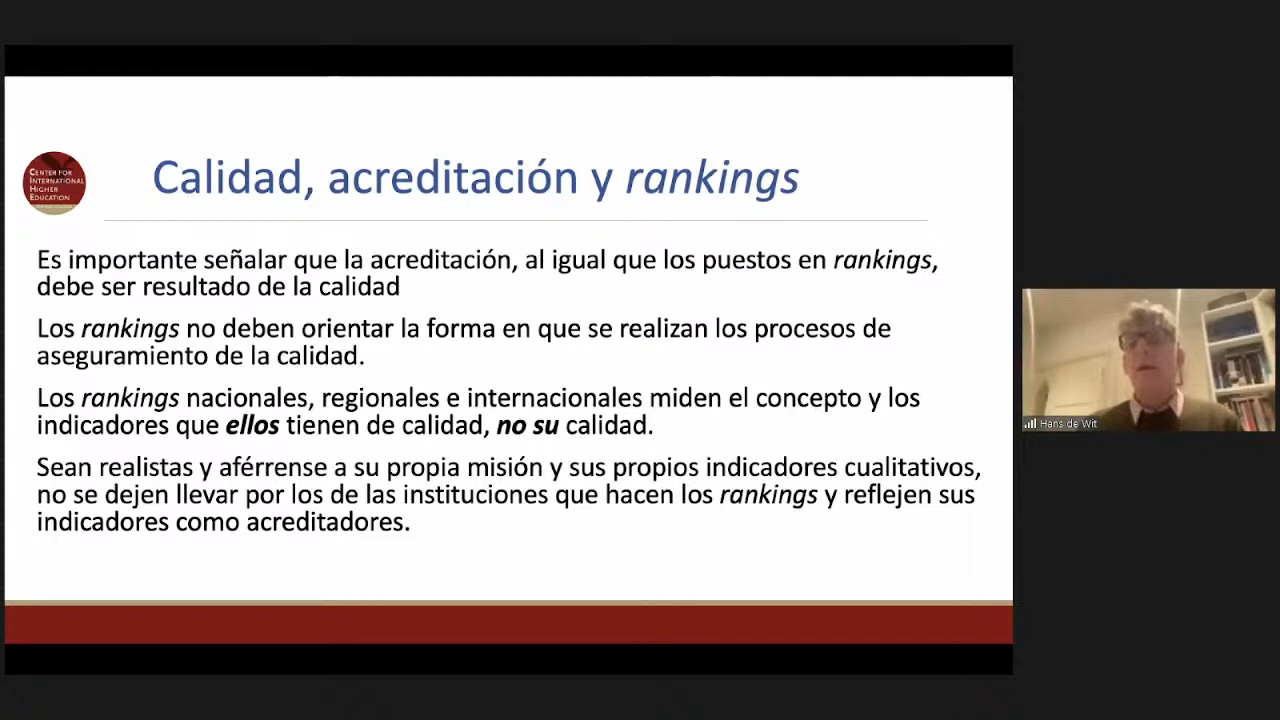 CENTER FOR
INTERNATIONAL
HIGHER
EDUCATION
Calidad, acreditación y rankings
Es importante señalar que la acreditación, al igual que los puestos en rankings,
debe ser resultado de la calidad
Los rankings no deben orientar la forma en que se realizan los procesos de
aseguramiento de la calidad.
Los rankings nacionales, regionales e internacionales miden el concepto y los
indicadores que ellos tienen de calidad, no su calidad.
Sean realistas y aférrense a su propia misión y sus propios indicadores cualitativos,
no se dejen llevar por los de las instituciones que hacen los rankings y reflejen sus
indicadores como acreditadores.
Hans de Wit